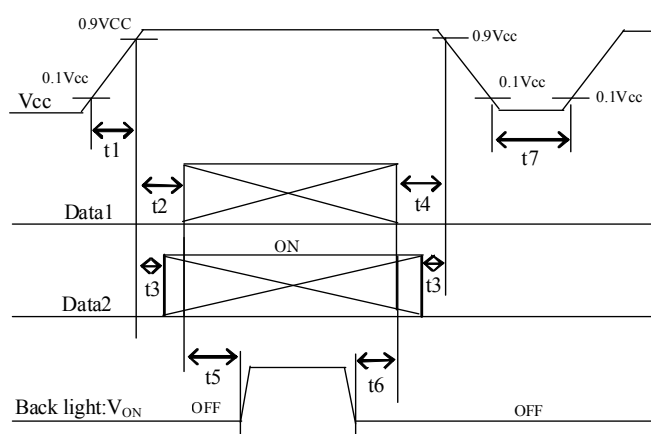 0.9VCC
0.9Vcc
0.1Vcc
0.1Vcc
0.1Vcc
Vcc
t1
t7
t2
t4
Data1
ON
t3
t3
Data2
t5
t6
Back light:VON
OFF
OFF